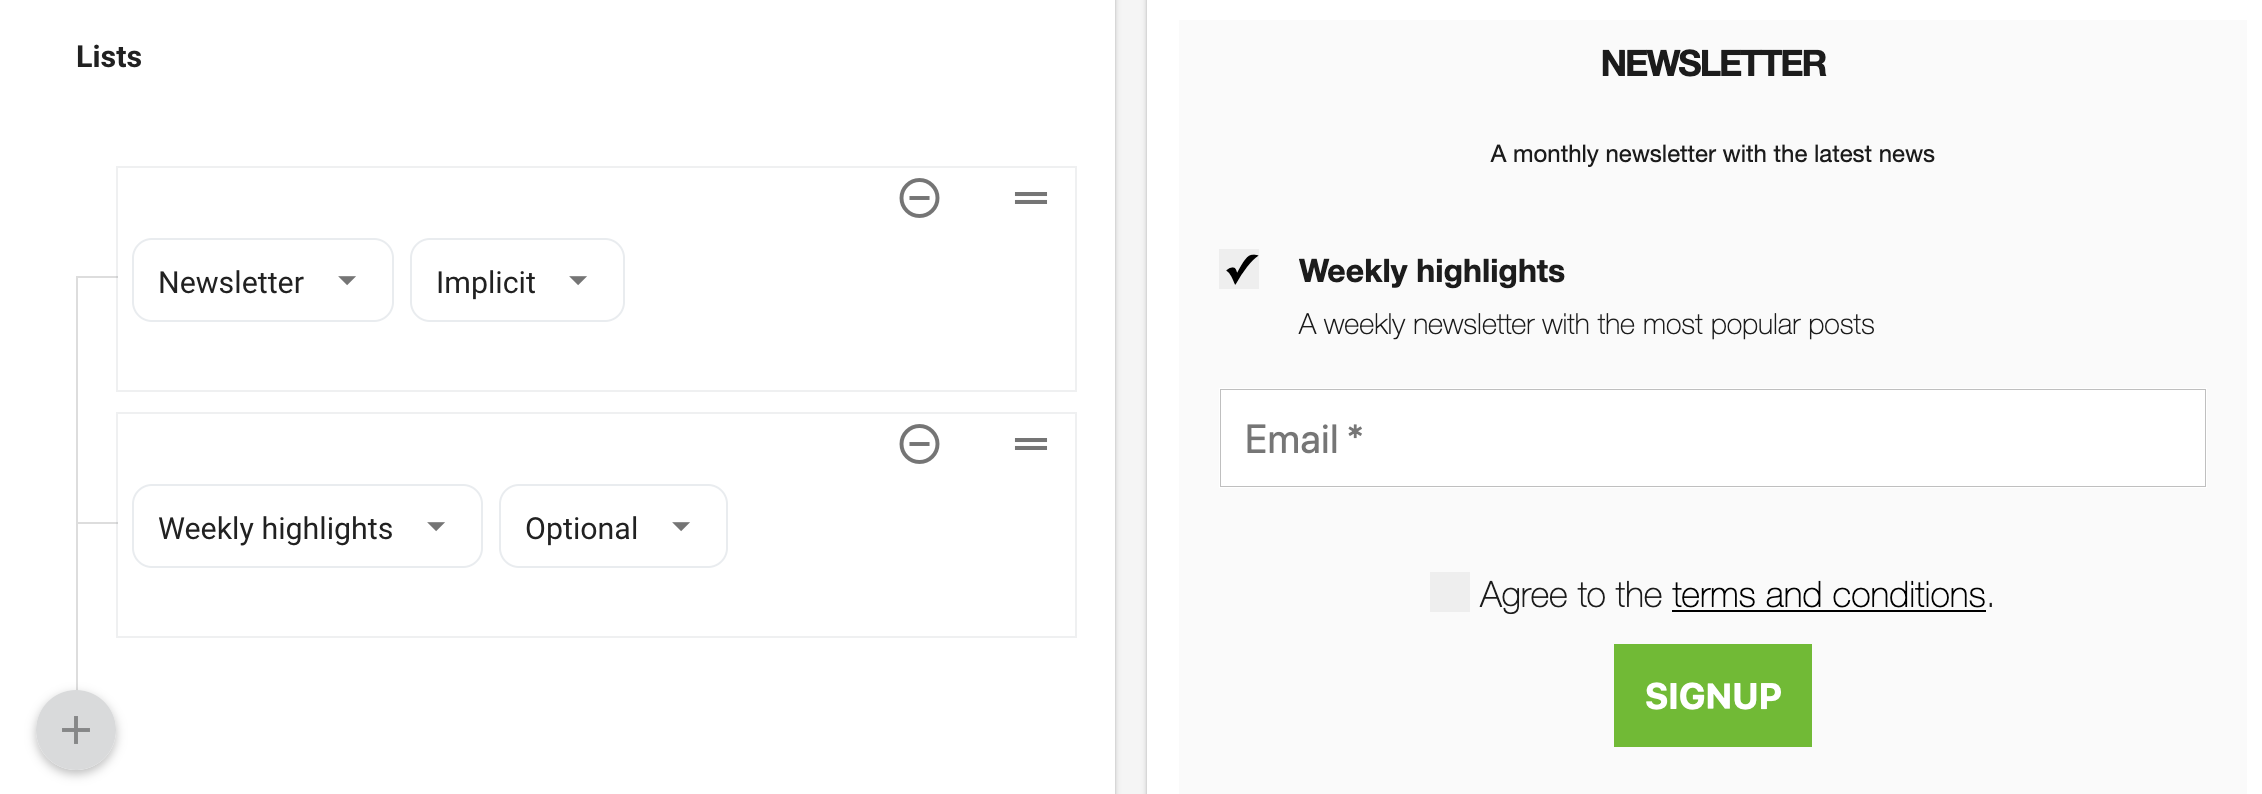 Lists
Newsletter
Implicit
Weekly highlights
Optional
NEWSLETTER
A monthly newsletter with the latest news
Weekly highlights
A weekly newsletter with the most popular posts
Email *
Agree to the terms and conditions.
SIGNUP